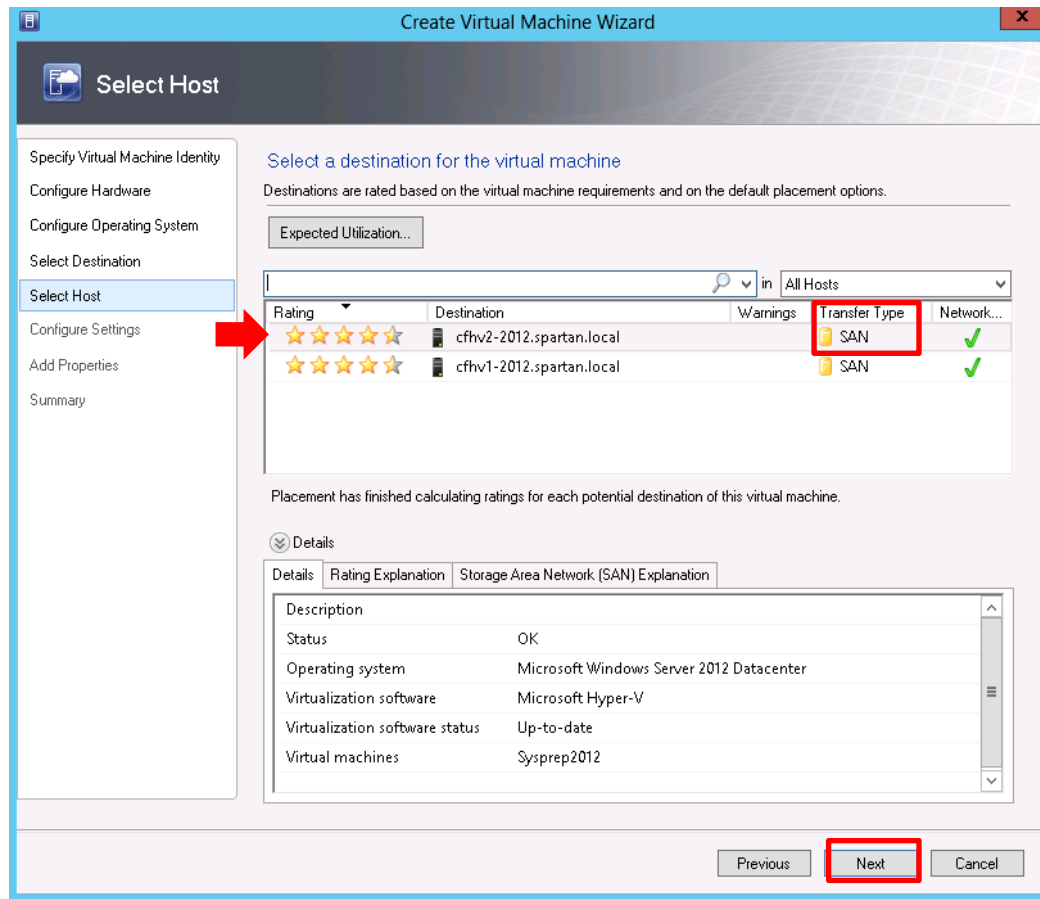 Create Virtual Machine Wizard
x
Select Host
Specify Virtual Machine Identity
Configure Hardware
Configure Operating System
Select Destination
Select Host
Configure Settings
Add Properties
Summary
Select a destination for the virtual machine
Destinations are rated based on the virtual machine requirements and on the default placement options.
Expected Utilization...
in All Hosts
Rating Destination Warnings Transfer Type Network...
cfhv2-2012.spartan.local SAN
cfhv1-2012.spartan.local SAN
Placement has finished calculating ratings for each potential destination of this virtual machine.
Details
Details Rating Explanation Storage Area Network (SAN) Explanation
Description
Status OK
Operating system Microsoft Windows Server 2012 Datacenter
Virtualization software Microsoft Hyper-V
Virtualization software status Up-to-date
Virtual machines Sysprep2012
Previous Next Cancel